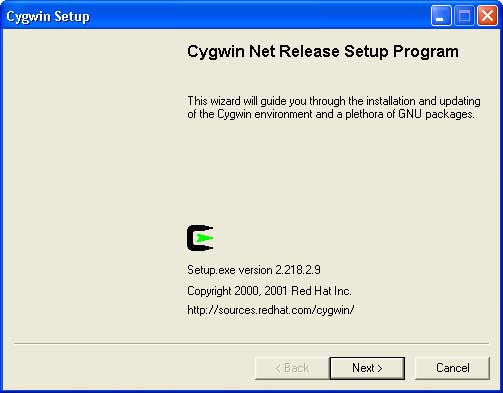 Cygwin Setup
Cygwin Net Release Setup Program
This wizard will guide you through the installation and updating
of the Cygwin environment and a plethora of GNU packages.
Setup.exe version 2.218.2.9
Copyright 2000, 2001 Red Hat Inc.
http://sources.redhat.com/cygwin/
< Back Next > Cancel